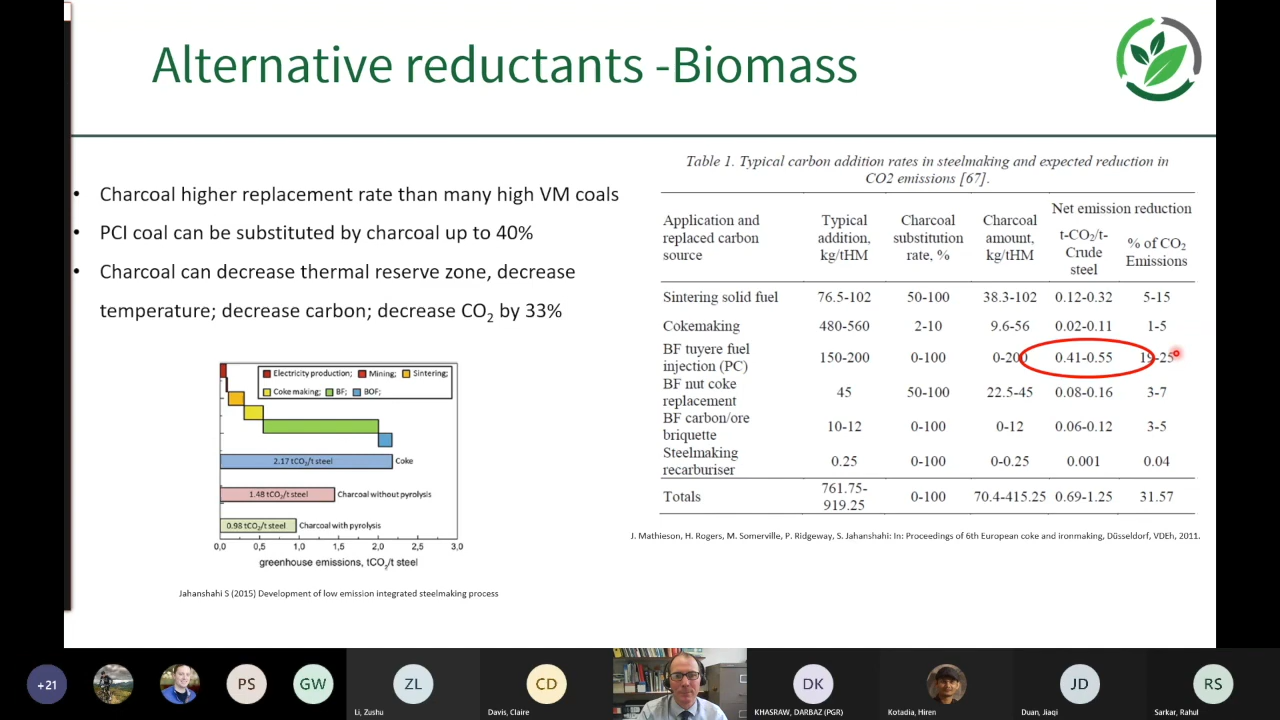 Alternative reductants -Biomass
• Charcoal higher replacement rate than many high VM coals
• PCI coal can be substituted by charcoal up to 40%
• Charcoal can decrease thermal reserve zone, decrease
temperature; decrease carbon; decrease CO2 by 33%
Electricity production; Mining; Sintering;
Coke making; BF; BOF;
2.17 tCO2/t steel Coke
1.48 tCO2/t steel Charcoal without pyrolysis
0.98 tCO2/t steel Charcoal with pyrolysis
0,0 0,5 1,0 1,5 2,0 2,5 3,0
greenhouse emissions, tCO2/t steel
Jahanshahi S (2015) Development of low emission integrated steelmaking process
Table 1. Typical carbon addition rates in steelmaking and expected reduction in
CO2 emissions [67].
Application and replaced carbon source Typical addition, kg/tHM Charcoal substitution rate, % Charcoal amount, kg/tHM Net emission reduction t-CO2/t-Crude steel % of CO2 Emissions
Sintering solid fuel 76.5-102 50-100 38.3-102 0.12-0.32 5-15
Cokemaking 480-560 2-10 9.6-56 0.02-0.11 1-5
BF tuyere fuel injection (PC) 150-200 0-100 0-200 0.41-0.55 19-25
BF nut coke replacement 45 50-100 22.5-45 0.08-0.16 3-7
BF carbon/ore briquette 10-12 0-100 0-12 0.06-0.12 3-5
Steelmaking recarburiser 0.25 0-100 0-0.25 0.001 0.04
Totals 761.75-919.25 0-100 70.4-415.25 0.69-1.25 31.57
J. Mathieson, H. Rogers, M. Somerville, P. Ridgeway, S. Jahanshahi: In: Proceedings of 6th European coke and ironmaking, Düsseldorf, VDEh, 2011.
+21 PS GW ZL CD DK JD RS
Li, Zushu Davis, Claire KHASRAW, DARBAZ (PGR) Kotadia, Hiren Duan, Jiaqi Sarkar, Rahul